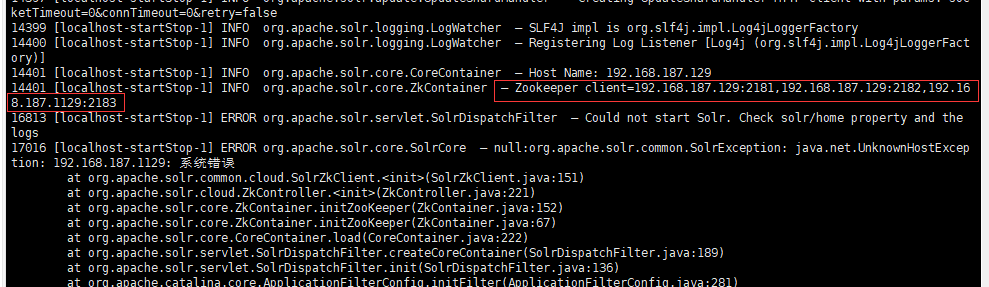 ketTimeout=0&connTimeout=0&retry=false
14399 [localhost-startStop-1] INFO  org.apache.solr.logging.LogWatcher  – SLF4J impl is org.slf4j.impl.Log4jLoggerFactory
14400 [localhost-startStop-1] INFO  org.apache.solr.logging.LogWatcher  – Registering Log Listener [Log4j (org.slf4j.impl.Log4jLoggerFact
ory)]
14401 [localhost-startStop-1] INFO  org.apache.solr.core.CoreContainer  – Host Name: 192.168.187.129
14401 [localhost-startStop-1] INFO  org.apache.solr.core.ZkContainer  – Zookeeper client=192.168.187.129:2181,192.168.187.129:2182,192.16
8.187.1129:2183
16813 [localhost-startStop-1] ERROR org.apache.solr.servlet.SolrDispatchFilter  – Could not start Solr. Check solr/home property and the
logs
17016 [localhost-startStop-1] ERROR org.apache.solr.core.SolrCore  – null:org.apache.solr.common.SolrException: java.net.UnknownHostExcep
tion: 192.168.187.1129: 系统错误
at org.apache.solr.common.cloud.SolrZkClient.<init>(SolrZkClient.java:151)
at org.apache.solr.cloud.ZkController.<init>(ZkController.java:221)
at org.apache.solr.core.ZkContainer.initZooKeeper(ZkContainer.java:152)
at org.apache.solr.core.ZkContainer.initZooKeeper(ZkContainer.java:67)
at org.apache.solr.core.CoreContainer.load(CoreContainer.java:222)
at org.apache.solr.servlet.SolrDispatchFilter.createCoreContainer(SolrDispatchFilter.java:189)
at org.apache.solr.servlet.SolrDispatchFilter.init(SolrDispatchFilter.java:136)
at org.apache.catalina.core.ApplicationFilterConfig.initFilter(ApplicationFilterConfig.java:281)